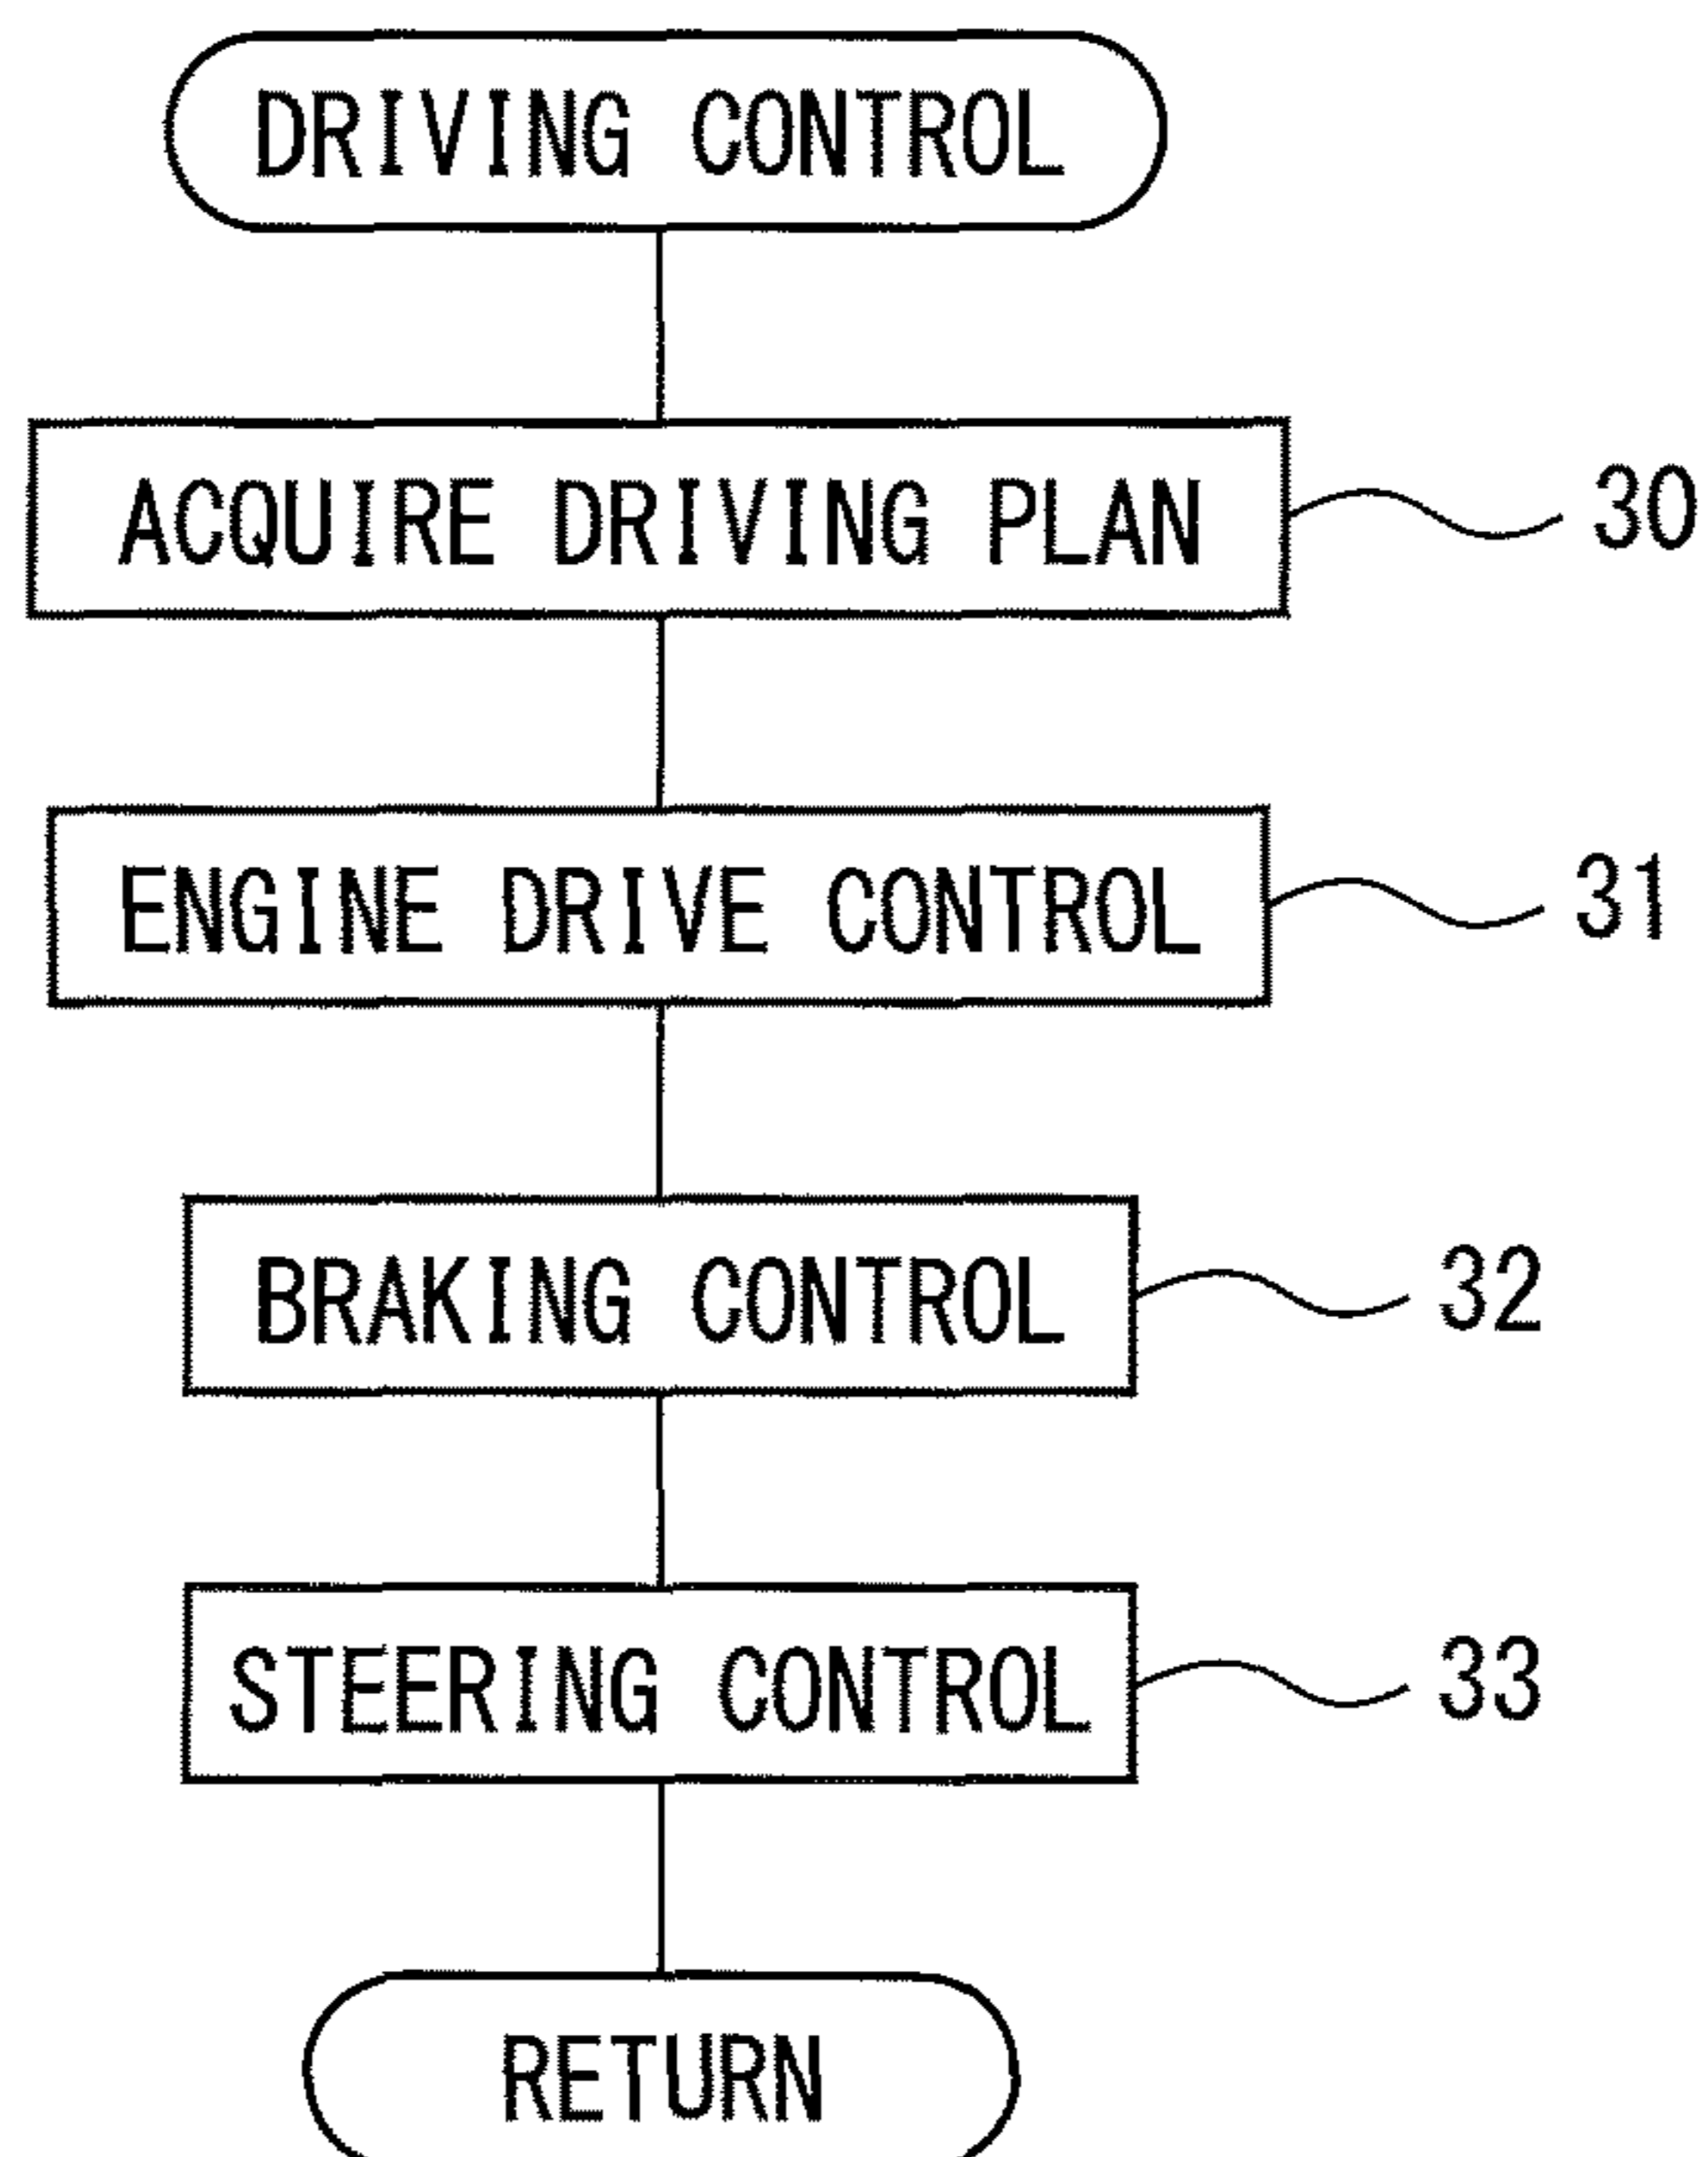 DRIVING CONTROL
ACQUIRE DRIVING PLAN 30
ENGINE DRIVE CONTROL 31
BRAKING CONTROL 32
STEERING CONTROL 33
RETURN